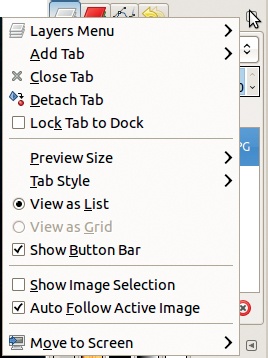 Layers Menu
Add Tab
Close Tab
Detach Tab
Lock Tab to Dock
Preview Size
Tab Style
View as List
View as Grid
Show Button Bar
Show Image Selection
Auto Follow Active Image
Move to Screen